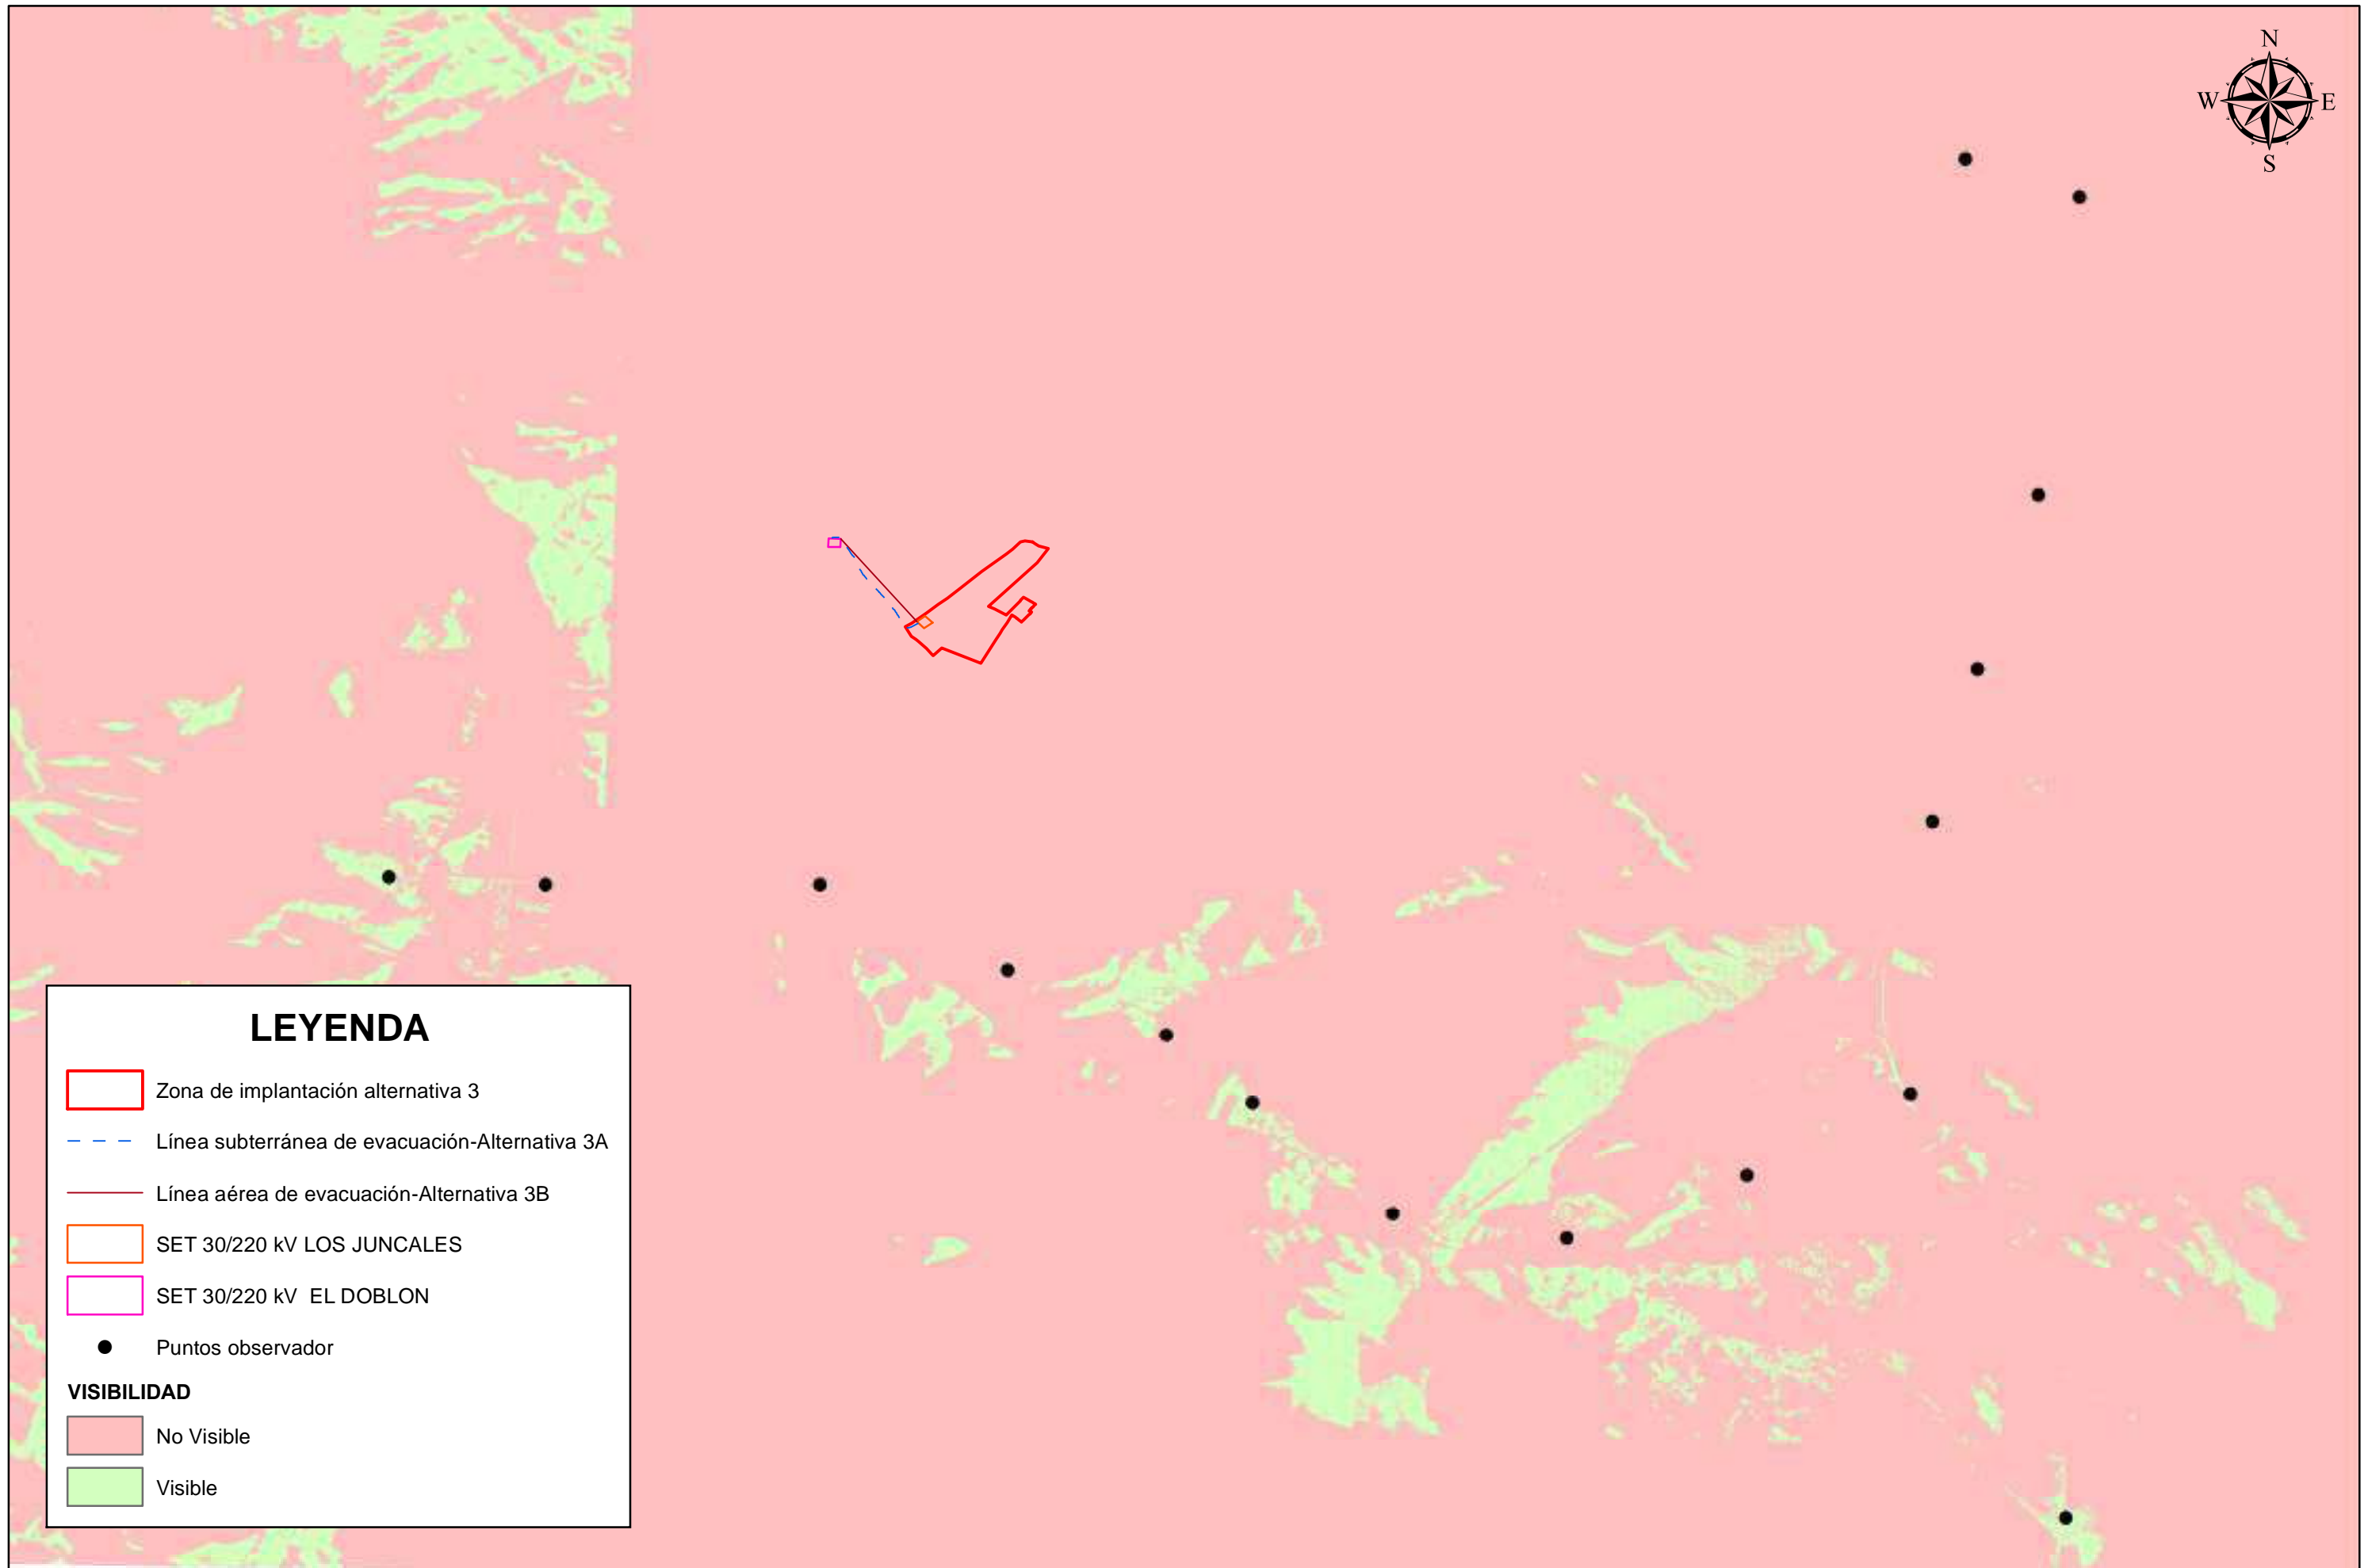 N
W E
S
LEYENDA
Zona de implantación alternativa 3
Línea subterránea de evacuación-Alternativa 3A
Línea aérea de evacuación-Alternativa 3B
SET 30/220 kV LOS JUNCALES
SET 30/220 kV EL DOBLON
Puntos observador
VISIBILIDAD
No Visible
Visible